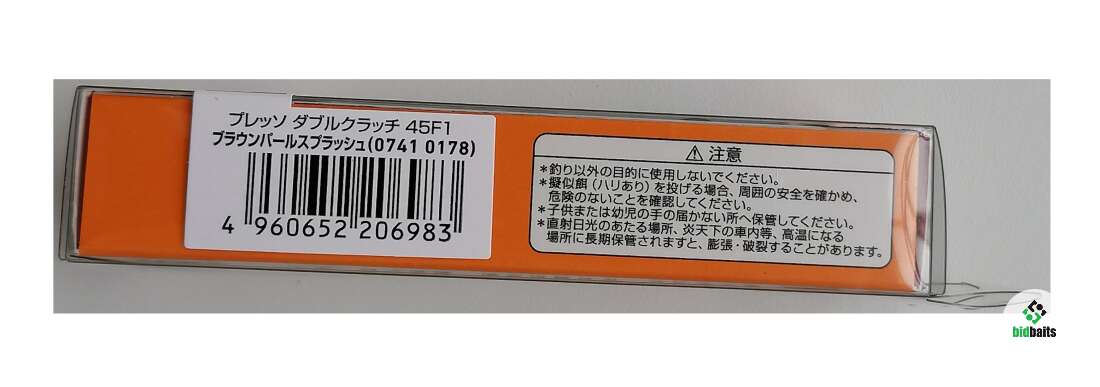 プレッソ ダブルクラッチ 45F1
ブラウンパールスプラッシュ(0741 0178)
4 960652 206983
⚠ 注意
*釣り以外の目的に使用しないでください。
*擬似餌(ハリあり)を投げる場合、周囲の安全を確かめ、
危険のないことを確認してください。
*子供または幼児の手の届かない所へ保管してください。
*直射日光のあたる場所、炎天下の車内等、高温になる
場所に長期保管されますと、膨張・破裂することがあります。
bidbaits